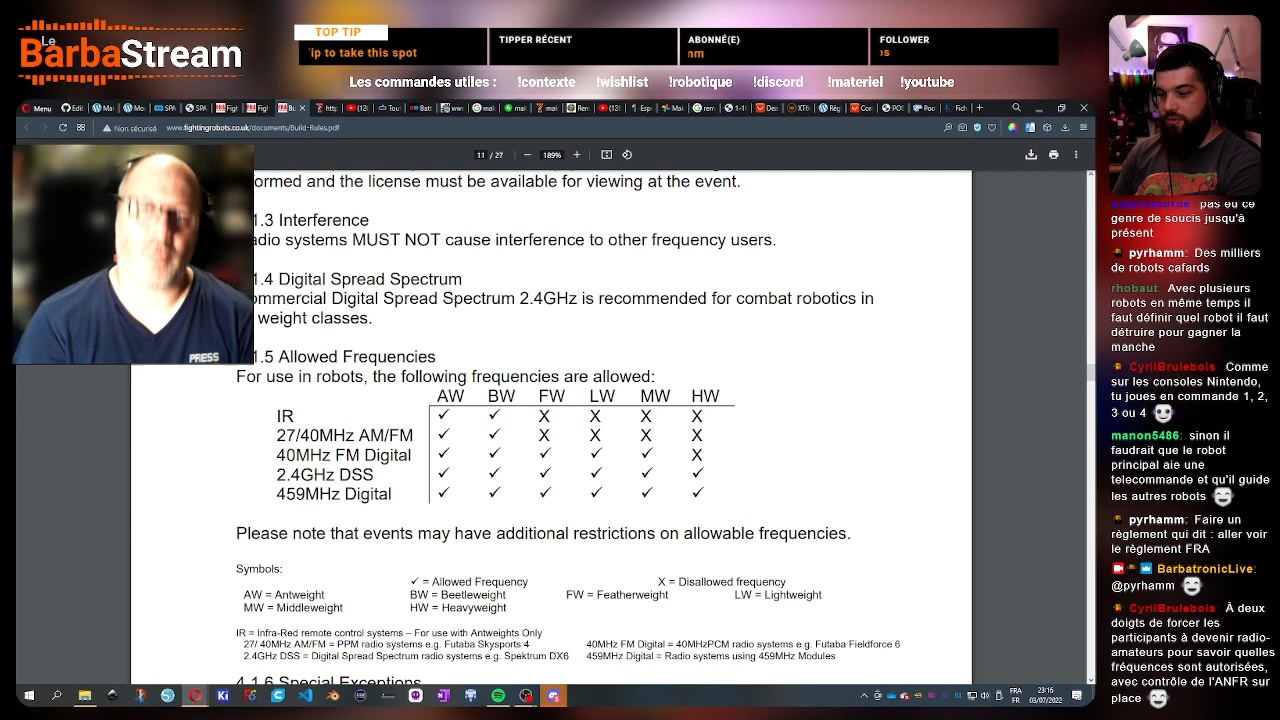 Le
BarbaStream
TOP TIP
ip to take this spot
TIPPER RÉCENT
ABONNÉ(E)
FOLLOWER
Les commandes utiles : !contexte !wishlist !robotique !discord !materiel !youtube
Menu
Non sécurisé www.fightingrobots.co.uk/documents/Build-Rules.pdf
11 / 27
189%
ormed and the license must be available for viewing at the event.
1.3 Interference
adio systems MUST NOT cause interference to other frequency users.
1.4 Digital Spread Spectrum
ommercial Digital Spread Spectrum 2.4GHz is recommended for combat robotics in
weight classes.
1.5 Allowed Frequencies
For use in robots, the following frequencies are allowed:
AW BW FW LW MW HW
IR ✓ ✓ X X X X
27/40MHz AM/FM ✓ ✓ X X X X
40MHz FM Digital ✓ ✓ ✓ ✓ ✓ X
2.4GHz DSS ✓ ✓ ✓ ✓ ✓ ✓
459MHz Digital ✓ ✓ ✓ ✓ ✓ ✓
Please note that events may have additional restrictions on allowable frequencies.
Symbols:
✓ = Allowed Frequency X = Disallowed frequency
AW = Antweight BW = Beetleweight FW = Featherweight LW = Lightweight
MW = Middleweight HW = Heavyweight
IR = Infra-Red remote control systems – For use with Antweights Only
27/ 40MHz AM/FM = PPM radio systems e.g. Futaba Skysports 4 40MHz FM Digital = 40MHzPCM radio systems e.g. Futaba Fieldforce 6
2.4GHz DSS = Digital Spread Spectrum radio systems e.g. Spektrum DX6 459MHz Digital = Radio systems using 459MHz Modules
4.1.6 Special Exceptions
PRESS
FRA
FR
23:16
03/07/2022
pas eu ce
genre de soucis jusqu'à
présent
pyrhamm: Des milliers
de robots cafards
rhobaut: Avec plusieurs
robots en même temps il
faut définir quel robot il faut
détruire pour gagner la
manche
CyrilBrulebois: Comme
sur les consoles Nintendo,
tu joues en commande 1, 2,
3 ou 4
manon5486: sinon il
faudrait que le robot
principal aie une
telecommande et qu'il guide
les autres robots
pyrhamm: Faire un
règlement qui dit : aller voir
le règlement FRA
BarbatronicLive:
@pyrhamm
CyrilBrulebois: À deux
doigts de forcer les
participants à devenir radio-
amateurs pour savoir quelles
fréquences sont autorisées,
avec contrôle de l'ANFR sur
place